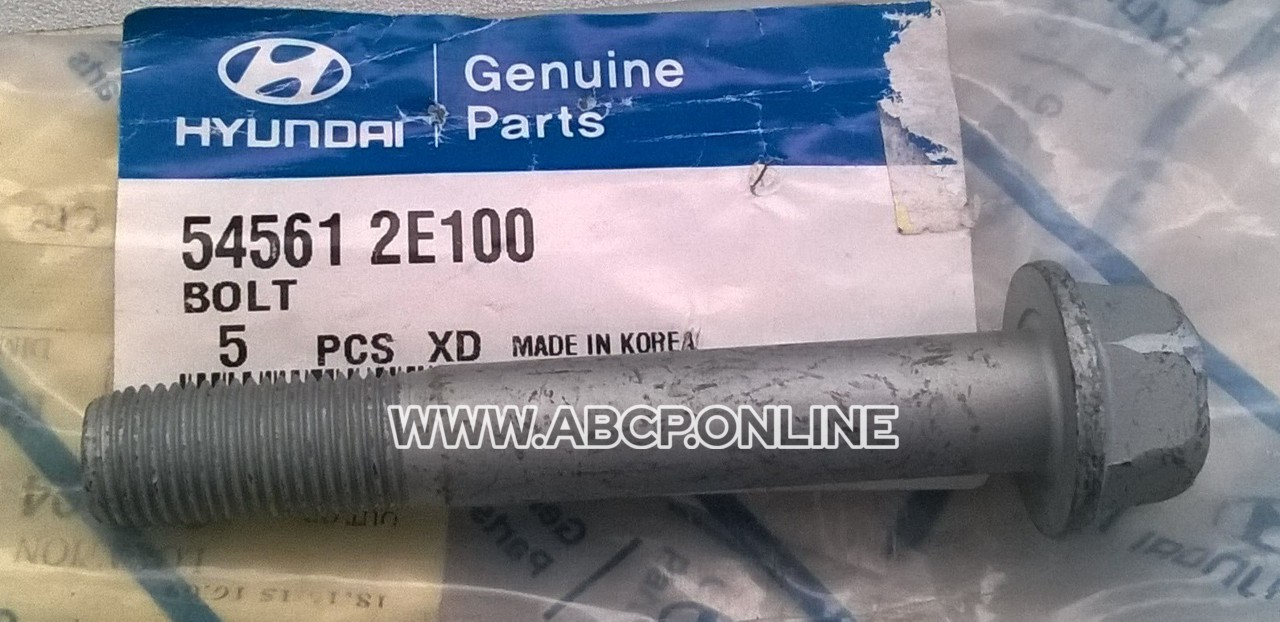 HYUNDAI
Genuine
Parts
54561 2E100
BOLT
5 PCS XD MADE IN KOREA
WWW.ABCP.ONLINE